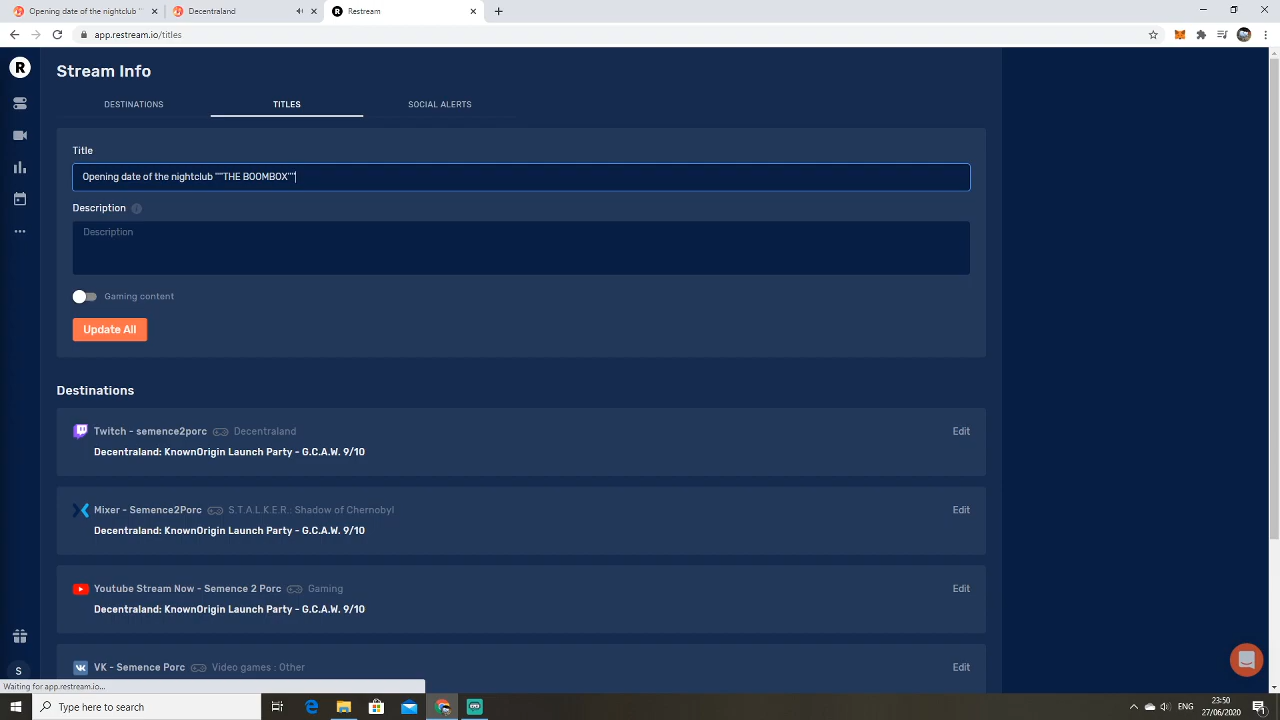 Opening date of the nightclub "
Decentraland
Restream
app.restream.io/titles
R
Stream Info
DESTINATIONS
TITLES
SOCIAL ALERTS
Title
Opening date of the nightclub """THE BOOMBOX"""
Description
Description
Gaming content
Update All
Destinations
Twitch - semence2porc Decentraland Edit
Decentraland: KnownOrigin Launch Party - G.C.A.W. 9/10
Mixer - Semence2Porc S.T.A.L.K.E.R.: Shadow of Chernobyl Edit
Decentraland: KnownOrigin Launch Party - G.C.A.W. 9/10
Youtube Stream Now - Semence 2 Porc Gaming Edit
Decentraland: KnownOrigin Launch Party - G.C.A.W. 9/10
VK - Semence Porc Video games : Other Edit
S
Waiting for app.restream.io...
Type here to search
ENG
23:50
27/06/2020